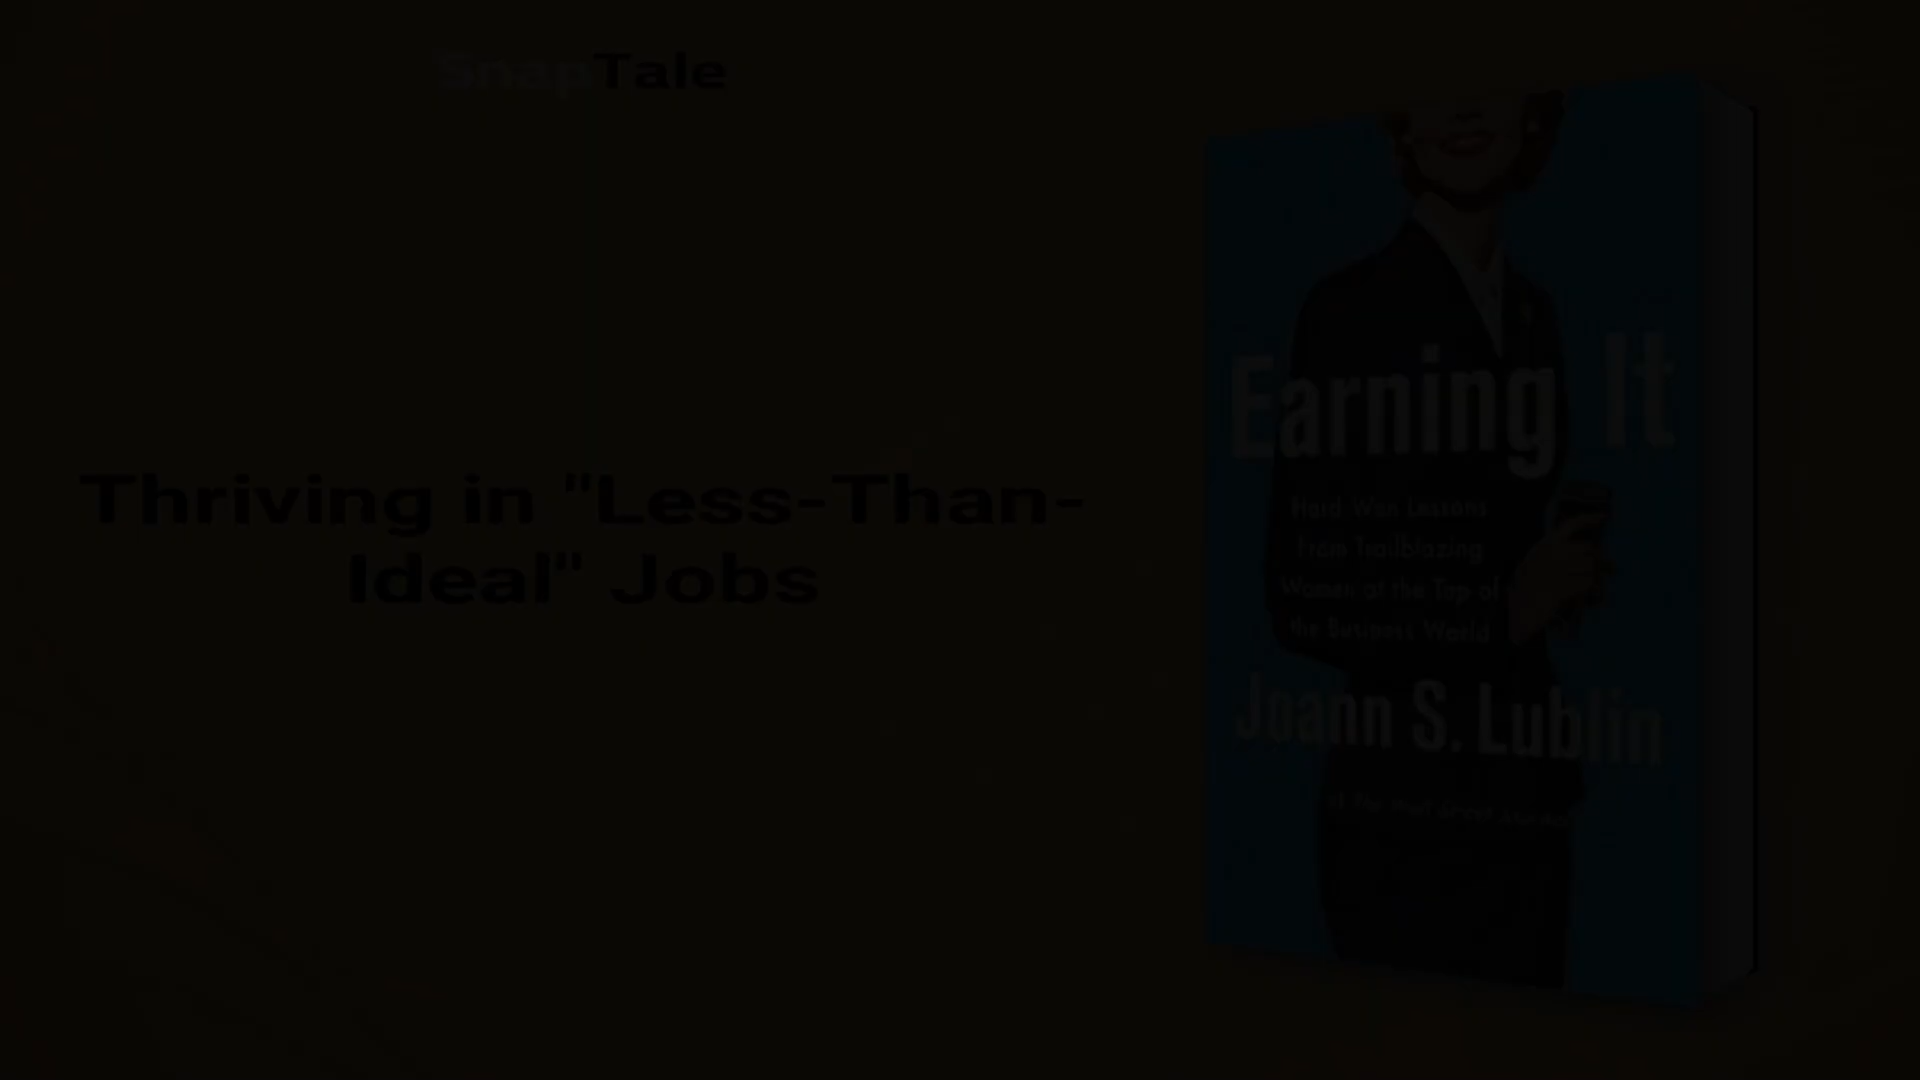 SnapTale
Thriving in "Less-Than-
Ideal" Jobs
Earning It
Hard Won Lessons
From Trailblazing
Women at the Top of
the Business World
Joann S. Lublin